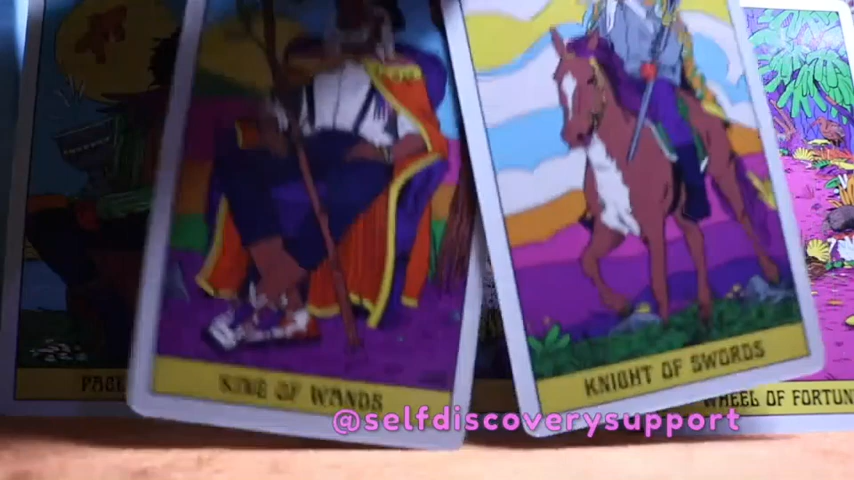 PAGE
KING OF WANDS
KNIGHT OF SWORDS
WHEEL OF FORTUN
@selfdiscoverysupport